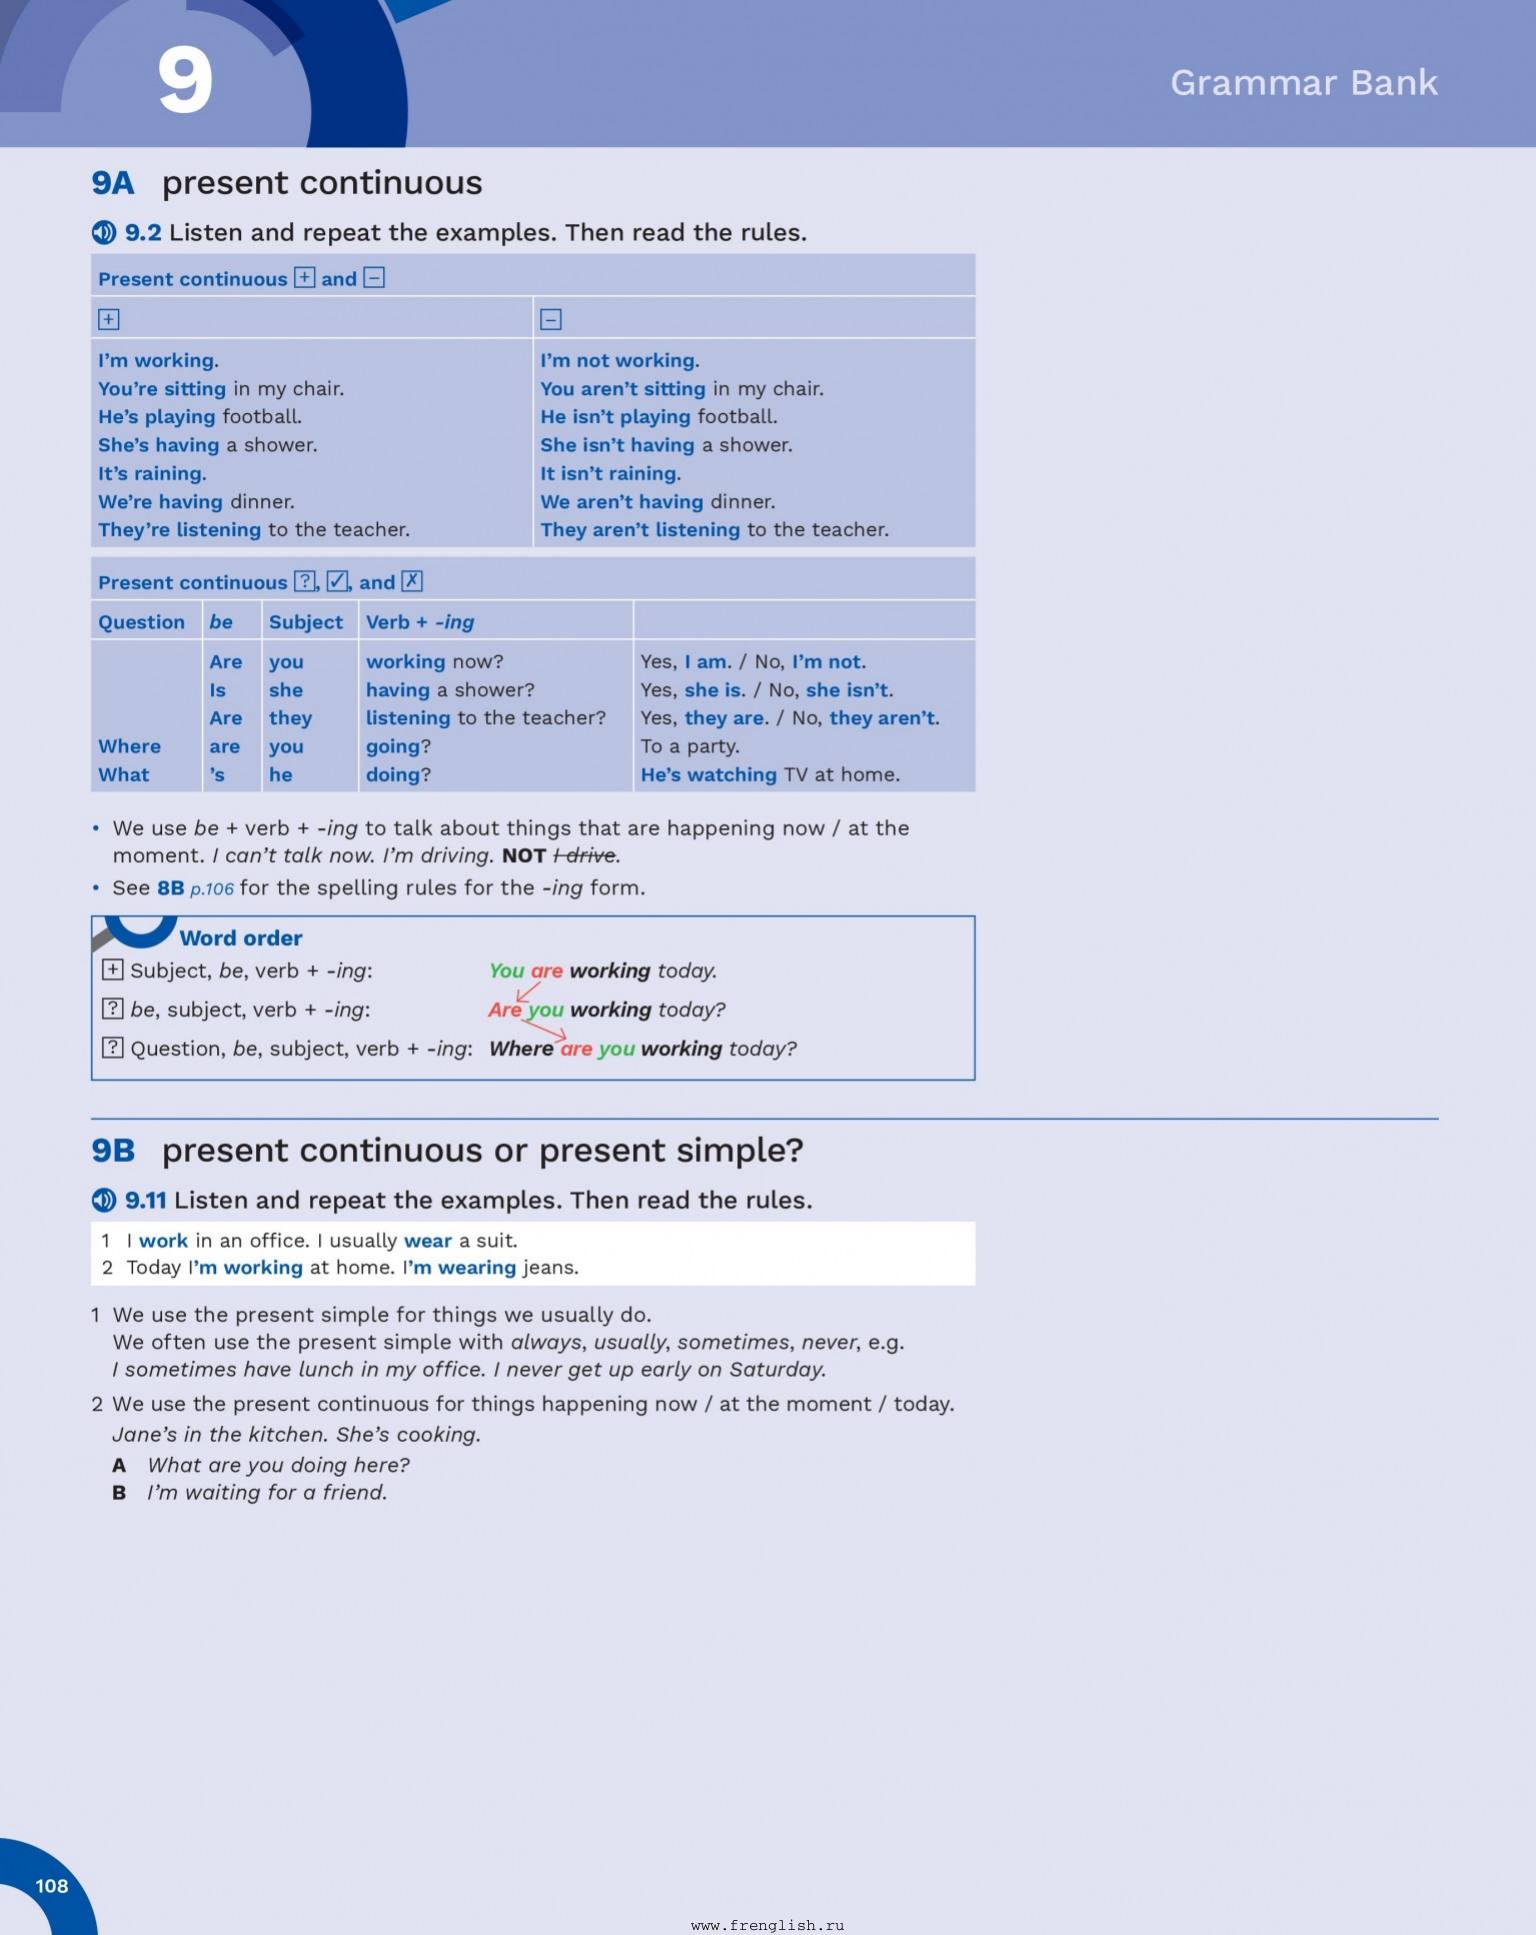 9
Grammar Bank
9A present continuous
9.2 Listen and repeat the examples. Then read the rules.
Present continuous + and –
+ –
I'm working. I'm not working.
You're sitting in my chair. You aren't sitting in my chair.
He's playing football. He isn't playing football.
She's having a shower. She isn't having a shower.
It's raining. It isn't raining.
We're having dinner. We aren't having dinner.
They're listening to the teacher. They aren't listening to the teacher.
Present continuous ?, ✓, and ✗
Question be Subject Verb + -ing
Are you working now? Yes, I am. / No, I'm not.
Is she having a shower? Yes, she is. / No, she isn't.
Are they listening to the teacher? Yes, they are. / No, they aren't.
Where are you going? To a party.
What 's he doing? He's watching TV at home.
• We use be + verb + -ing to talk about things that are happening now / at the
moment. I can't talk now. I'm driving. NOT I drive.
• See 8B p.106 for the spelling rules for the -ing form.
Word order
+ Subject, be, verb + -ing: You are working today.
? be, subject, verb + -ing: Are you working today?
? Question, be, subject, verb + -ing: Where are you working today?
9B present continuous or present simple?
9.11 Listen and repeat the examples. Then read the rules.
1 I work in an office. I usually wear a suit.
2 Today I'm working at home. I'm wearing jeans.
1 We use the present simple for things we usually do.
We often use the present simple with always, usually, sometimes, never, e.g.
I sometimes have lunch in my office. I never get up early on Saturday.
2 We use the present continuous for things happening now / at the moment / today.
Jane's in the kitchen. She's cooking.
A What are you doing here?
B I'm waiting for a friend.
108
www.frenglish.ru